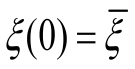 ξ(0) = ξ̅